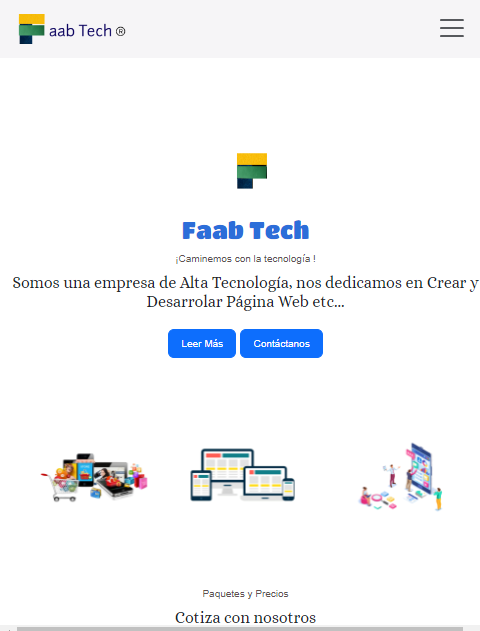 aab Tech ®
Faab Tech
¡Caminemos con la tecnología !
Somos una empresa de Alta Tecnología, nos dedicamos en Crear y
Desarrolar Página Web etc...
Leer Más Contáctanos
Paquetes y Precios
Cotiza con nosotros